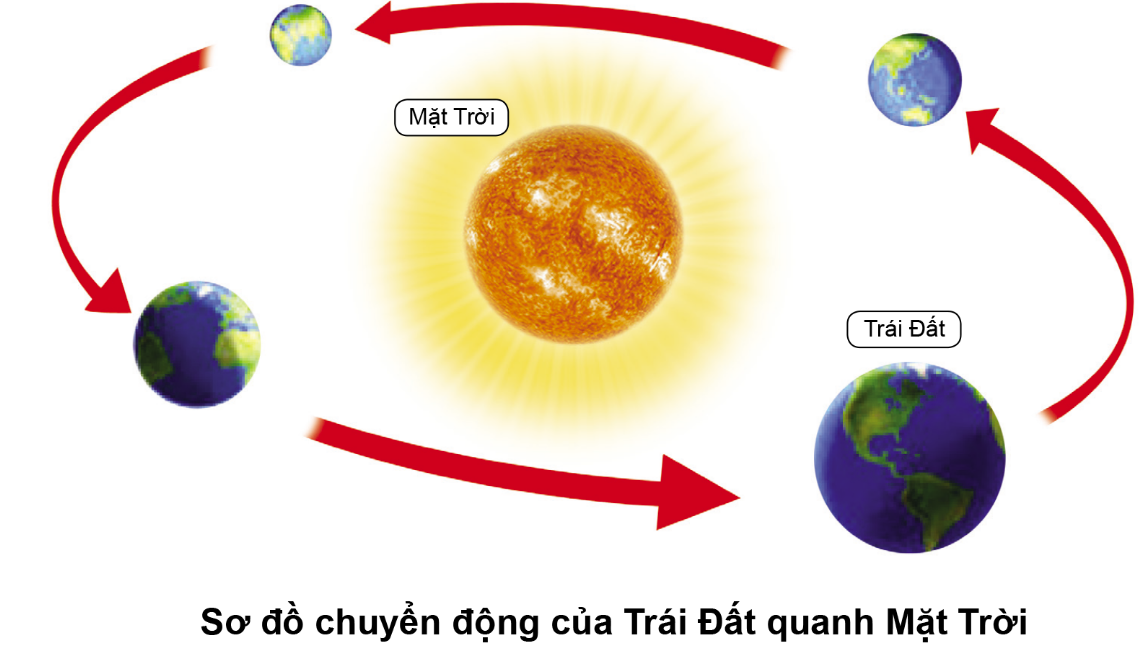 Mặt Trời
Trái Đất
Sơ đồ chuyển động của Trái Đất quanh Mặt Trời